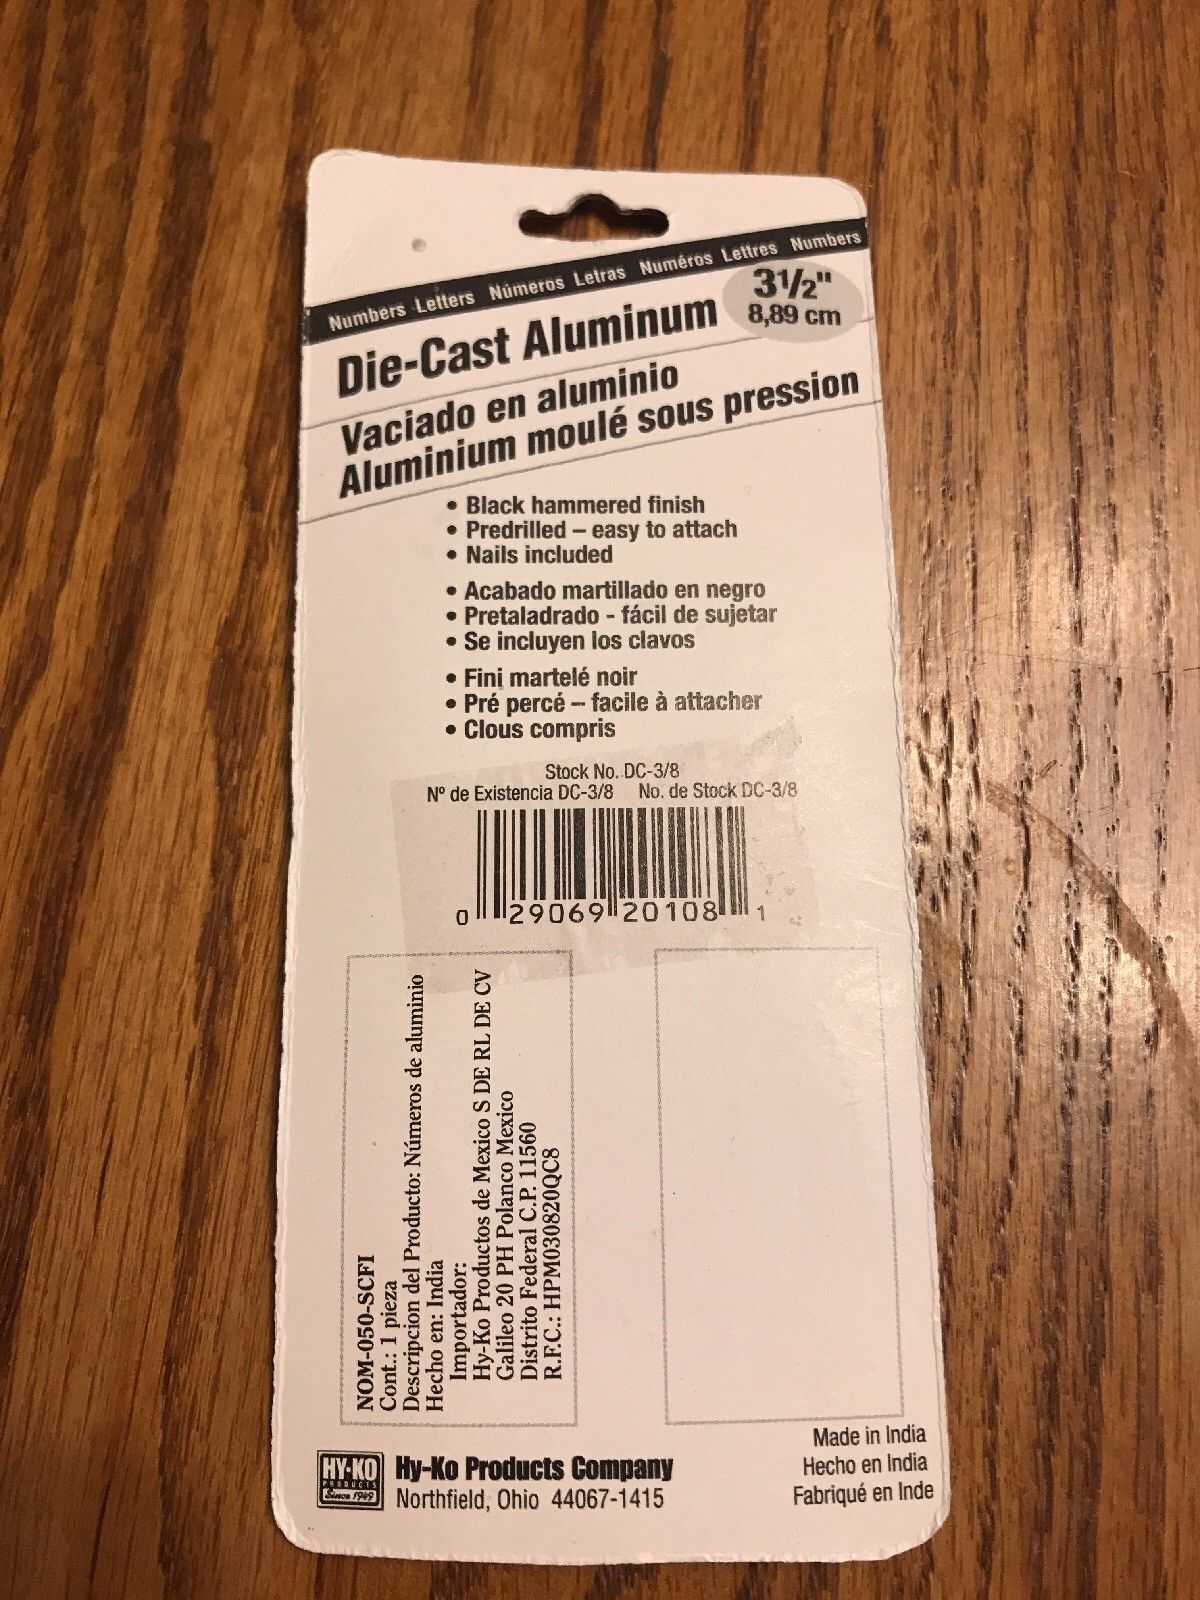 Numbers Letters Números Letras Numéros Lettres Numbers
3½"
8,89 cm
Die-Cast Aluminum
Vaciado en aluminio
Aluminium moulé sous pression
• Black hammered finish
• Predrilled – easy to attach
• Nails included
• Acabado martillado en negro
• Pretaladrado - fácil de sujetar
• Se incluyen los clavos
• Fini martelé noir
• Pré percé – facile à attacher
• Clous compris
Stock No. DC-3/8
Nº de Existencia DC-3/8 No. de Stock DC-3/8
0 29069 20108 1
NOM-050-SCFI
Cont.: 1 pieza
Descripcion del Producto: Números de aluminio
Hecho en: India
Importador:
Hy-Ko Productos de Mexico S DE RL DE CV
Galileo 20 PH Polanco Mexico
Distrito Federal C.P. 11560
R.F.C.: HPM030820QC8
HY-KO
PRODUCTS
Since 1949
Hy-Ko Products Company
Northfield, Ohio 44067-1415
Made in India
Hecho en India
Fabriqué en Inde